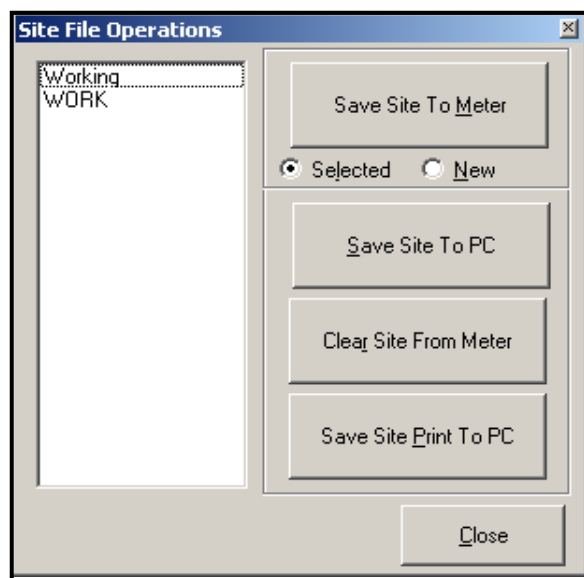 Site File Operations
Working
WORK
Save Site To Meter
Selected New
Save Site To PC
Clear Site From Meter
Save Site Print To PC
Close